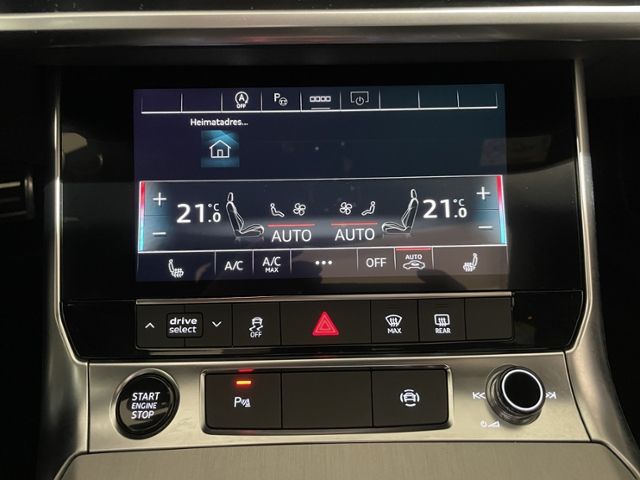 A OFF P
Heimatadres...
+ 21.0 °C 21.0 °C +
− AUTO AUTO −
A/C A/C MAX ••• OFF AUTO
drive select OFF MAX REAR
START ENGINE STOP P